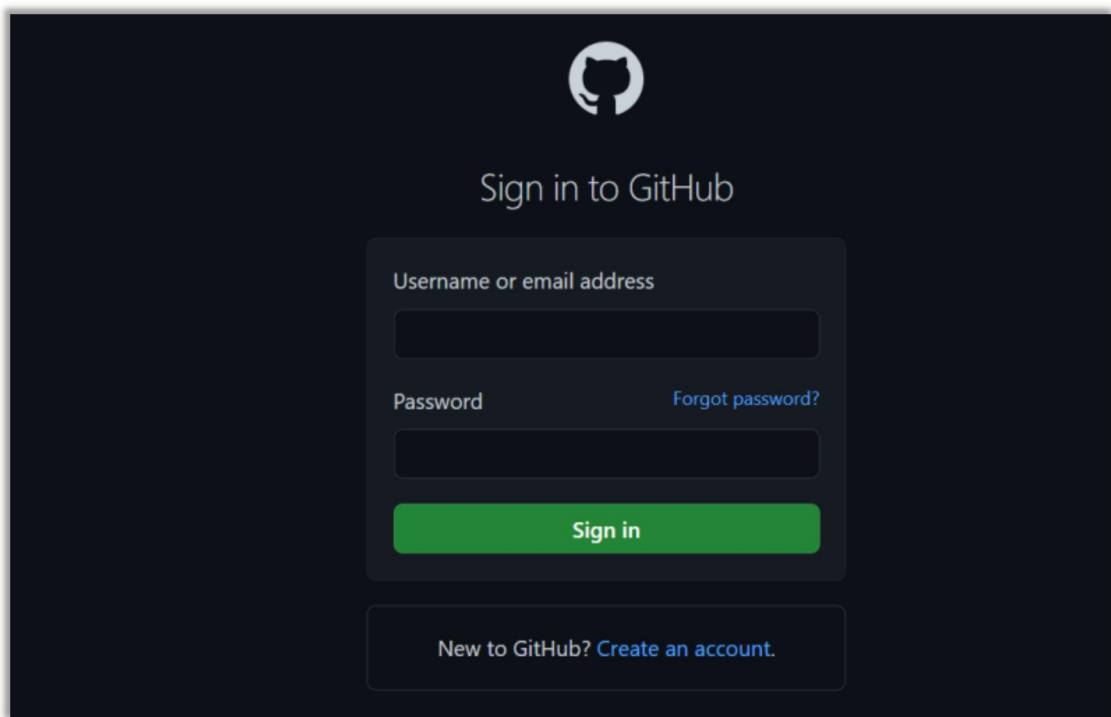 Sign in to GitHub
Username or email address
Password Forgot password?
Sign in
New to GitHub? Create an account.